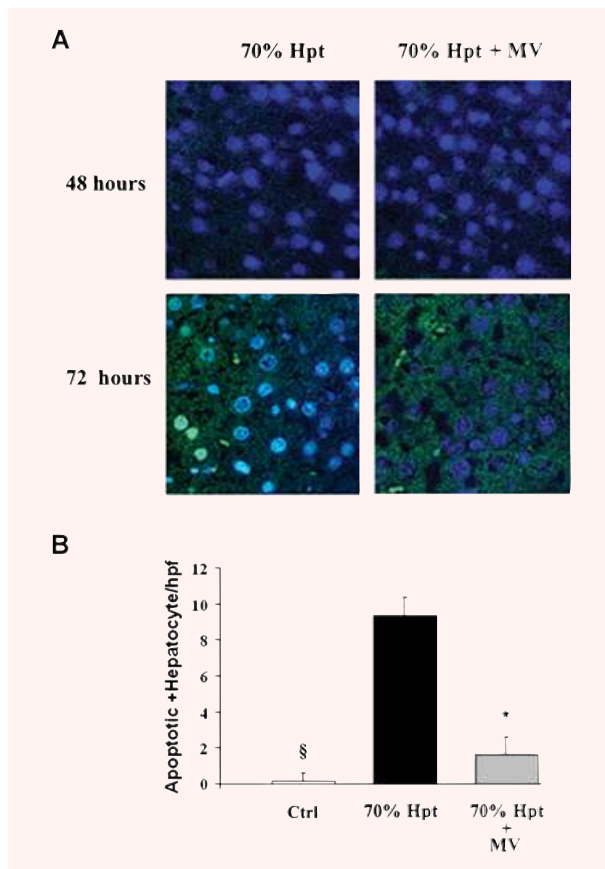 A
70% Hpt
70% Hpt + MV
48 hours
72 hours
B
Apoptotic +Hepatocyte/hpf
12
10
8
6
4
2
0
§
*
Ctrl
70% Hpt
70% Hpt
+
MV